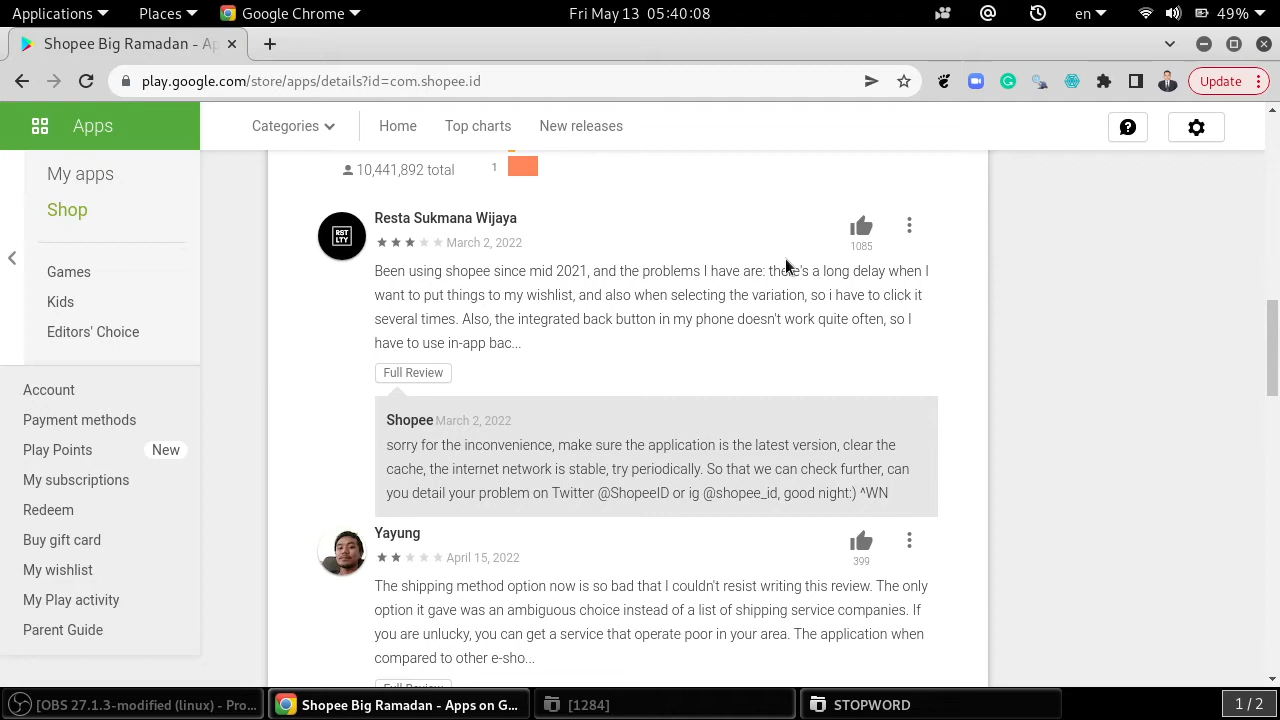 Applications Places Google Chrome Fri May 13 05:40:08 en 49%
Shopee Big Ramadan - Ap
play.google.com/store/apps/details?id=com.shopee.id Update
Apps Categories Home Top charts New releases
My apps
Shop
Games
Kids
Editors' Choice
Account
Payment methods
Play Points New
My subscriptions
Redeem
Buy gift card
My wishlist
My Play activity
Parent Guide
10,441,892 total 1
RST
LTY
Resta Sukmana Wijaya
March 2, 2022
1085
Been using shopee since mid 2021, and the problems I have are: there's a long delay when I
want to put things to my wishlist, and also when selecting the variation, so i have to click it
several times. Also, the integrated back button in my phone doesn't work quite often, so I
have to use in-app bac...
Full Review
Shopee March 2, 2022
sorry for the inconvenience, make sure the application is the latest version, clear the
cache, the internet network is stable, try periodically. So that we can check further, can
you detail your problem on Twitter @ShopeeID or ig @shopee_id, good night:) ^WN
Yayung
April 15, 2022
399
The shipping method option now is so bad that I couldn't resist writing this review. The only
option it gave was an ambiguous choice instead of a list of shipping service companies. If
you are unlucky, you can get a service that operate poor in your area. The application when
compared to other e-sho...
Full Review
[OBS 27.1.3-modified (linux) - Pro... Shopee Big Ramadan - Apps on G... [1284] STOPWORD 1 / 2